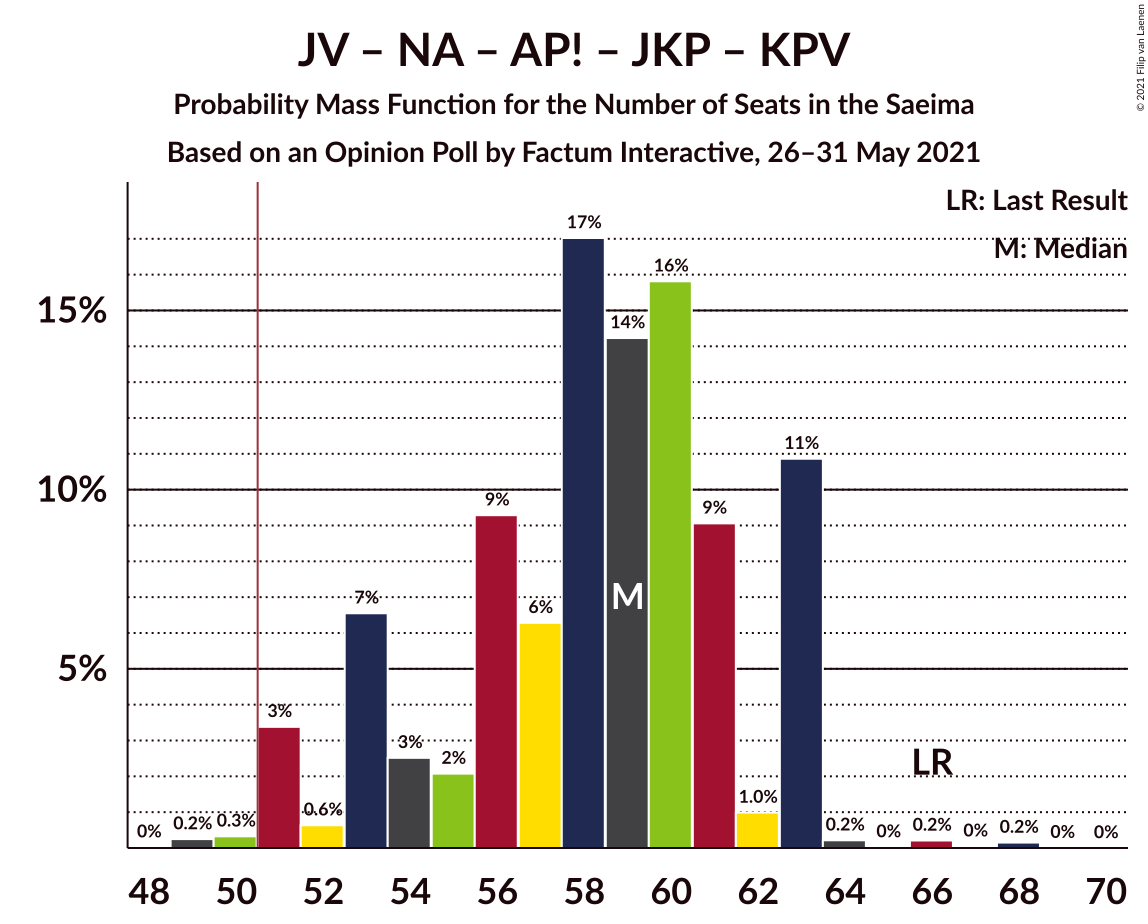 JV – NA – AP! – JKP – KPV
Probability Mass Function for the Number of Seats in the Saeima
Based on an Opinion Poll by Factum Interactive, 26–31 May 2021
© 2021 Filip van Laenen
LR: Last Result
M: Median
15%
10%
5%
0%
0.2%
0.3%
3%
0.6%
7%
3%
2%
9%
6%
17%
14%
16%
9%
1.0%
11%
0.2%
0%
0.2%
0%
0.2%
0%
0%
M
LR
48 50 52 54 56 58 60 62 64 66 68 70